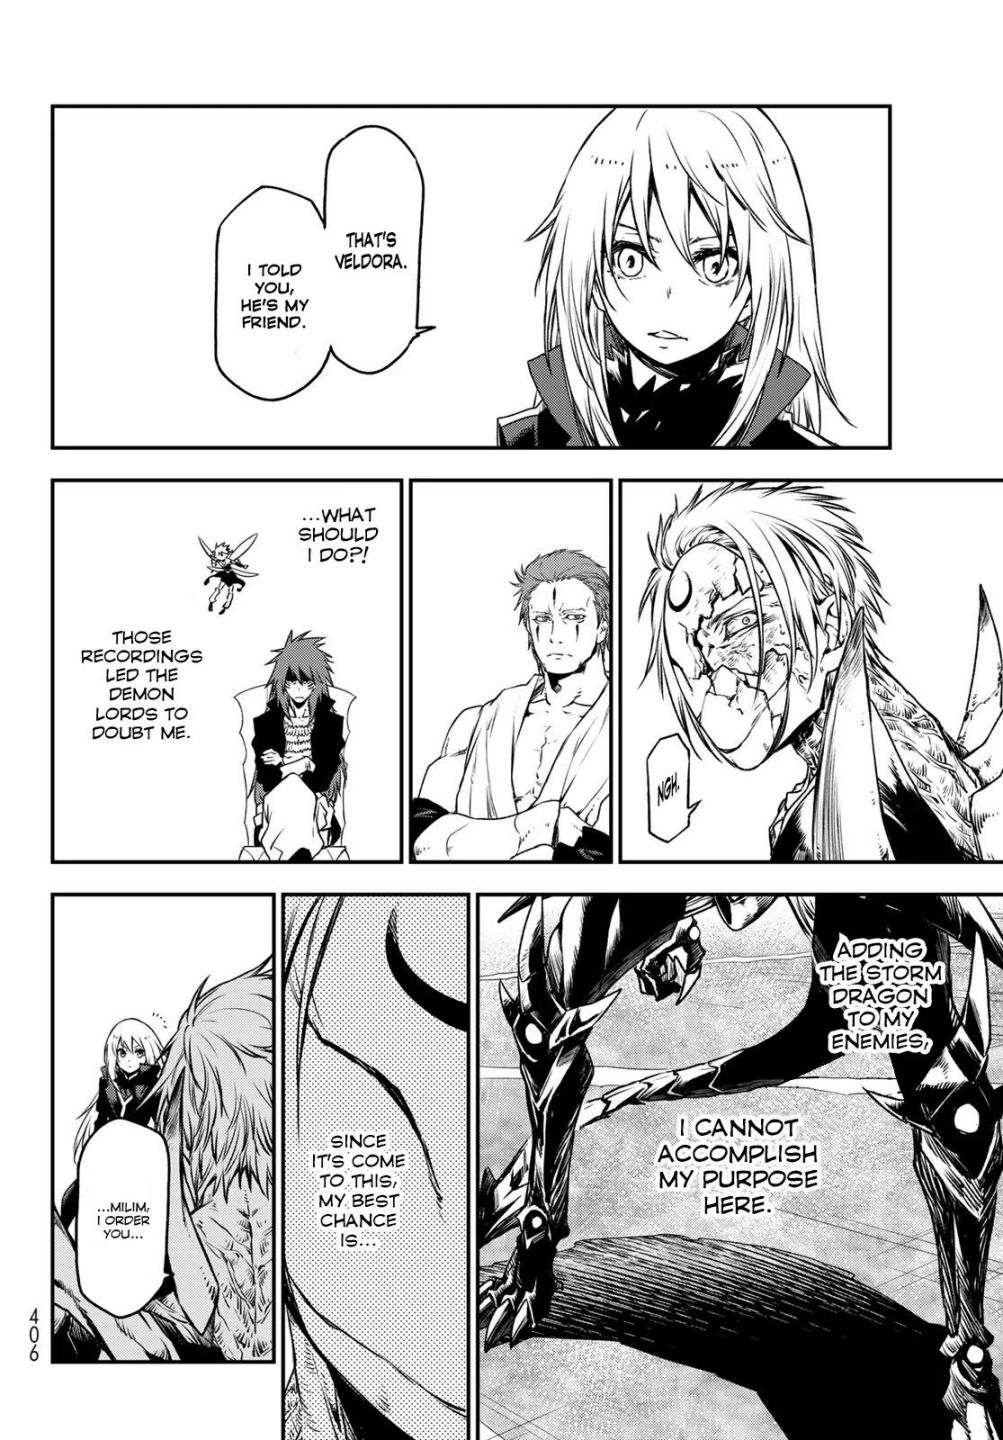 THAT'S
VELDORA.
I TOLD
YOU,
HE'S MY
FRIEND.
NGH.
...WHAT
SHOULD
I DO?!
THOSE
RECORDINGS
LED THE
DEMON
LORDS TO
DOUBT ME.
ADDING
THE STORM
DRAGON
TO MY
ENEMIES,
I CANNOT
ACCOMPLISH
MY PURPOSE
HERE.
SINCE
IT'S COME
TO THIS,
MY BEST
CHANCE
IS...
...MILIM,
I ORDER
YOU...
406